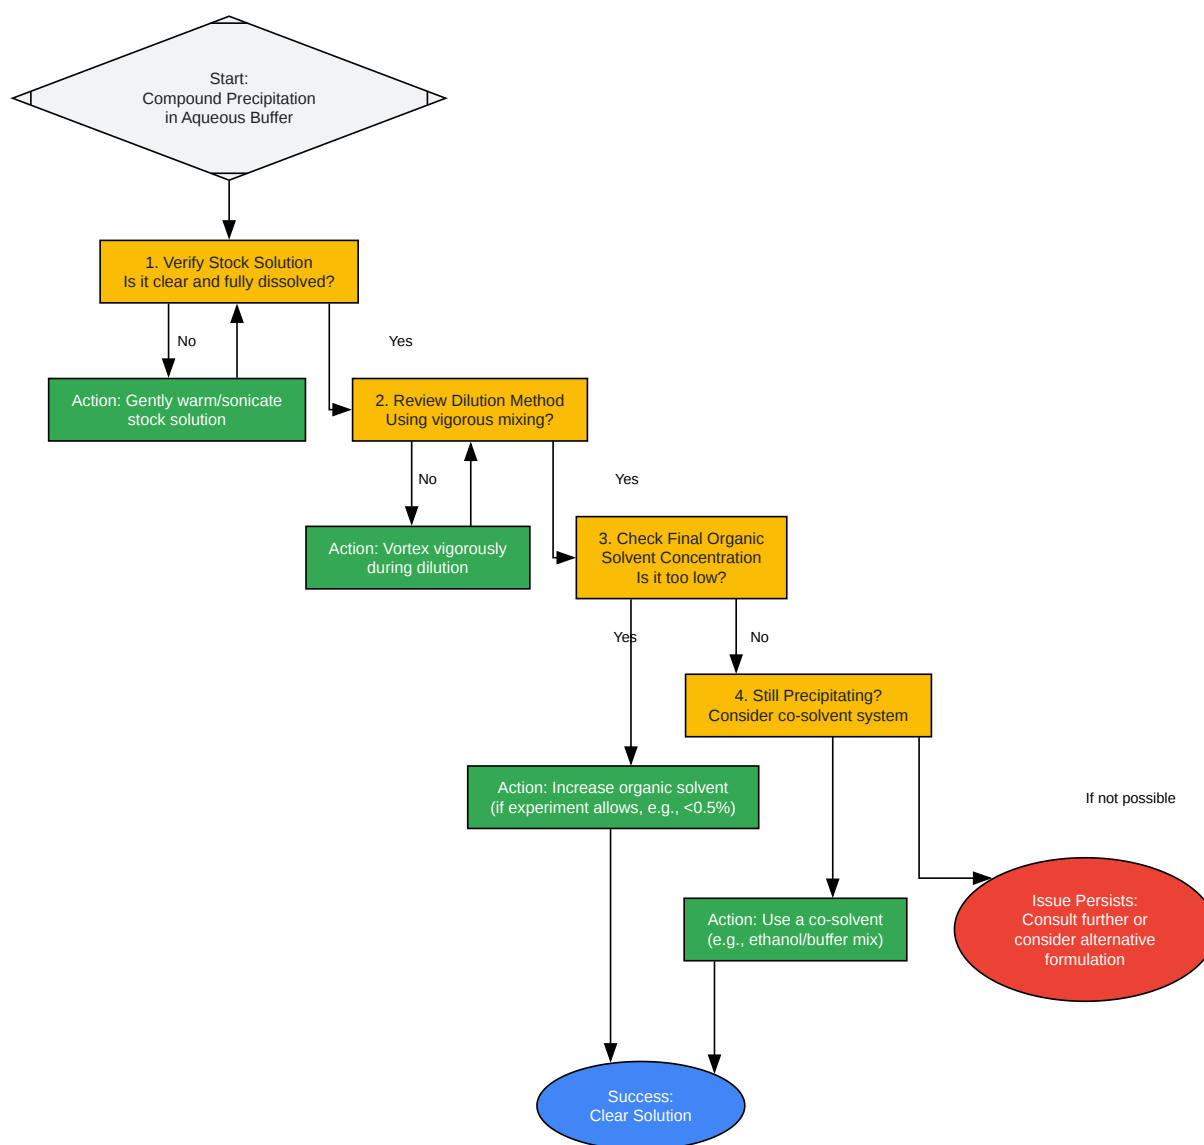 Start:
Compound Precipitation
in Aqueous Buffer
1. Verify Stock Solution
Is it clear and fully dissolved?
No
Yes
Action: Gently warm/sonicate
stock solution
2. Review Dilution Method
Using vigorous mixing?
No
Yes
Action: Vortex vigorously
during dilution
3. Check Final Organic
Solvent Concentration
Is it too low?
Yes
No
4. Still Precipitating?
Consider co-solvent system
Action: Increase organic solvent
(if experiment allows, e.g., <0.5%)
If not possible
Action: Use a co-solvent
(e.g., ethanol/buffer mix)
Issue Persists:
Consult further or
consider alternative
formulation
Success:
Clear Solution